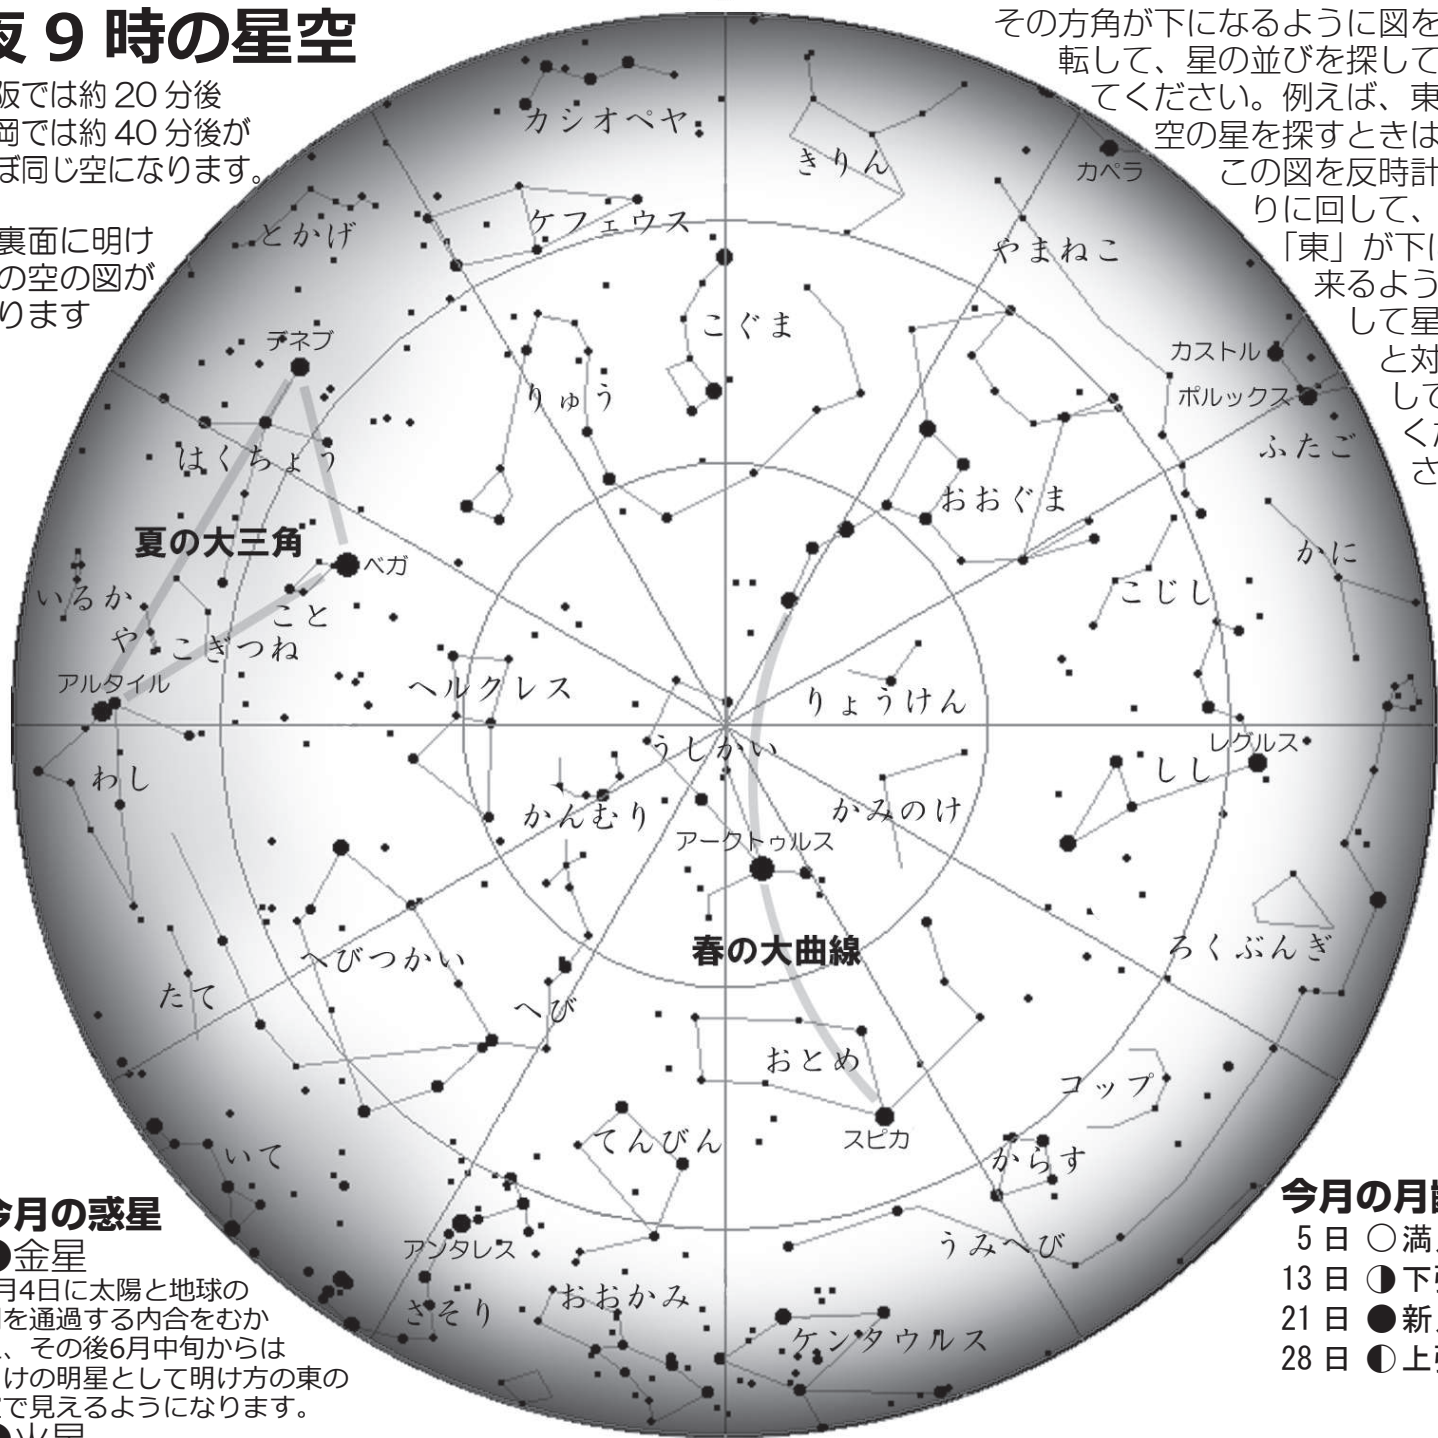 夜 9 時の星空
阪では約 20 分後
岡では約 40 分後が
ぼ同じ空になります。
裏面に明け
の空の図が
ります
その方角が下になるように図を
転して、星の並びを探して
てください。例えば、東
空の星を探すときは
この図を反時計
りに回して、
「東」が下に
来るよう
して星
と対
して
くだ
さ
カシオペヤ
きりん
カペラ
とかげ
ケフェウス
やまねこ
こぐま
デネブ
カストル
りゅう
ポルックス
はくちょう
ふたご
おおぐま
夏の大三角
かに
ベガ
いるか
こと
こじし
や
こぎつね
アルタイル
ヘルクレス
りょうけん
うしかい
レグルス
わし
しし
かんむり
かみのけ
アークトゥルス
春の大曲線
ろくぶんぎ
へびつかい
たて
へび
おとめ
コップ
てんびん
スピカ
いて
からす
アンタレス
うみへび
さそり
おおかみ
ケンタウルス
今月の惑星
●金星
月4日に太陽と地球の
を通過する内合をむか
、その後6月中旬からは
けの明星として明け方の東の
で見えるようになります。
●火星
今月の月齢
5 日 ○満
13 日 ◑下弦
21 日 ●新
28 日 ◐上弦